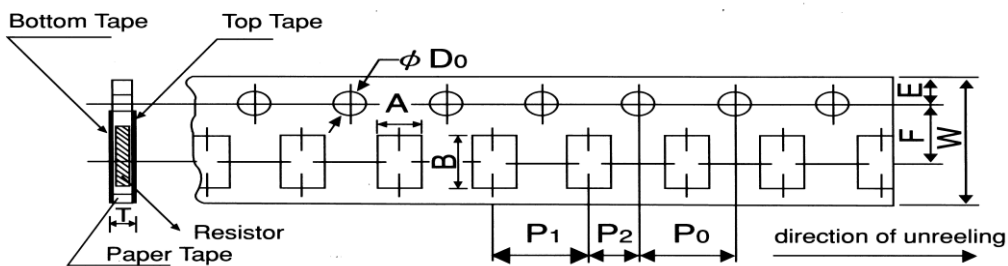 Bottom Tape
Top Tape
ϕ D₀
A
B
E
F
W
T
Resistor
Paper Tape
P₁
P₂
P₀
direction of unreeling